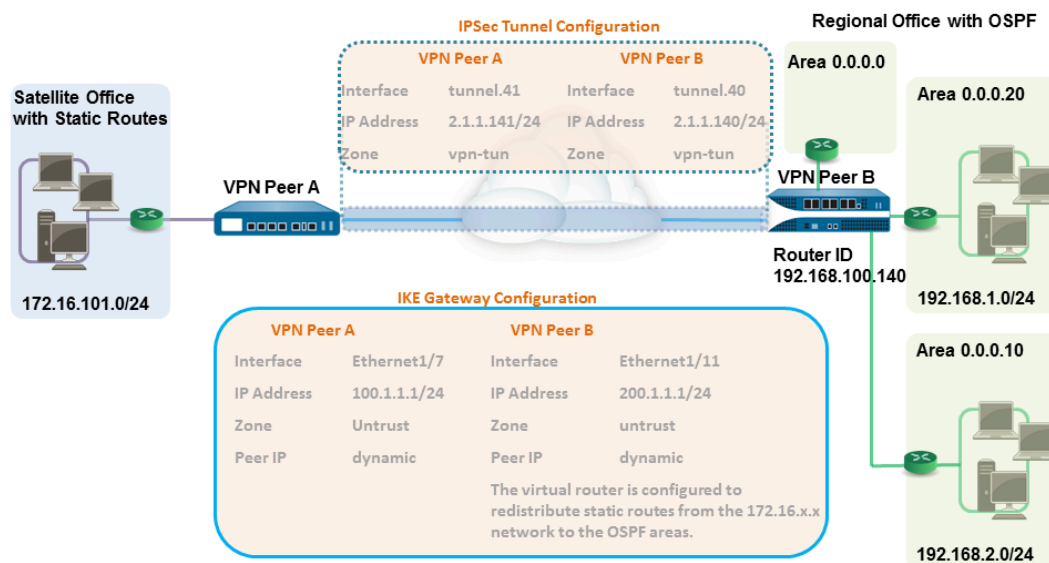 Regional Office with OSPF
IPSec Tunnel Configuration
VPN Peer A VPN Peer B
Interface tunnel.41 Interface tunnel.40
IP Address 2.1.1.141/24 IP Address 2.1.1.140/24
Zone vpn-tun Zone vpn-tun
Area 0.0.0.0
Area 0.0.0.20
Satellite Office
with Static Routes
VPN Peer A
VPN Peer B
Router ID
192.168.100.140
172.16.101.0/24
192.168.1.0/24
IKE Gateway Configuration
VPN Peer A VPN Peer B
Interface Ethernet1/7 Interface Ethernet1/11
IP Address 100.1.1.1/24 IP Address 200.1.1.1/24
Zone Untrust Zone untrust
Peer IP dynamic Peer IP dynamic
The virtual router is configured to
redistribute static routes from the 172.16.x.x
network to the OSPF areas.
Area 0.0.0.10
192.168.2.0/24